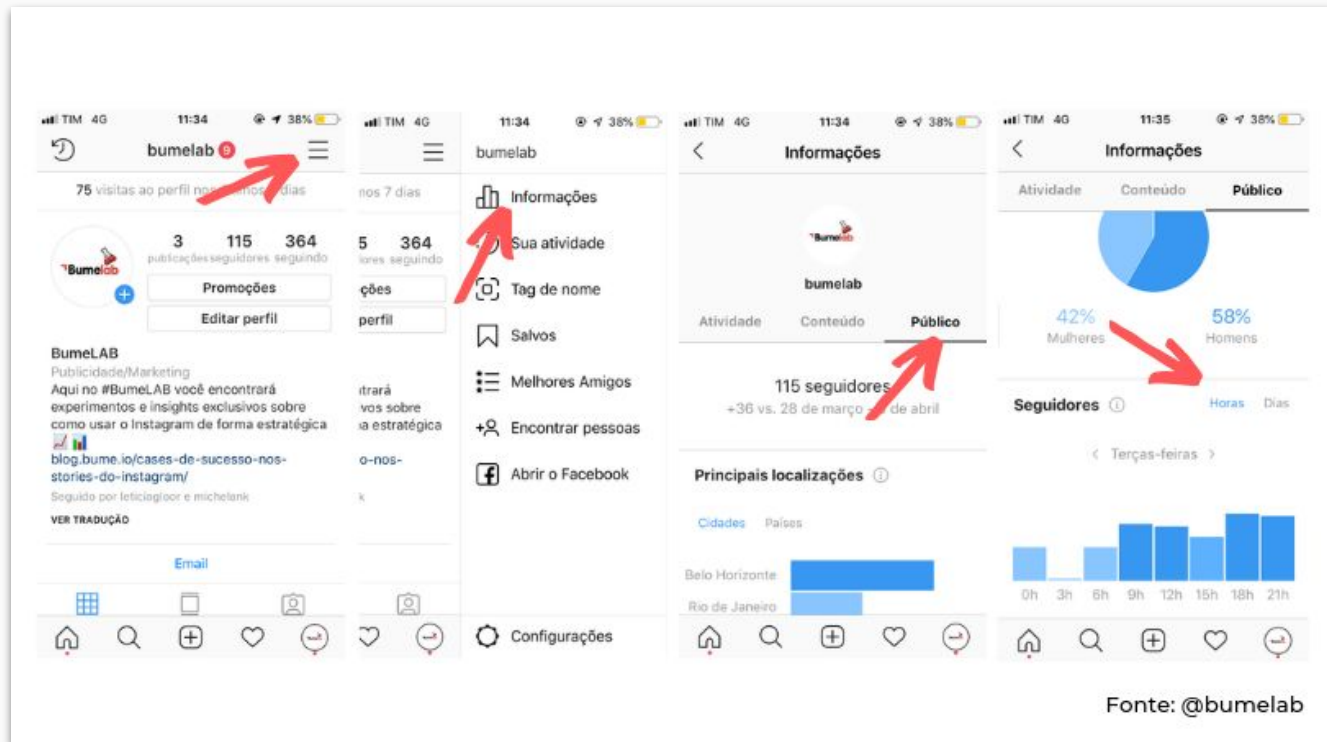 TIM 4G 11:34 38%
bumelab 9
75 visitas ao perfil nos últimos 7 dias
3 115 364
publicações seguidores seguindo
Bumelab
Promoções
Editar perfil
BumeLAB
Publicidade/Marketing
Aqui no #BumeLAB você encontrará
experimentos e insights exclusivos sobre
como usar o Instagram de forma estratégica
blog.bume.io/cases-de-sucesso-nos-
stories-do-instagram/
Seguido por leticiagloor e michelank
VER TRADUÇÃO
Email
TIM 4G 11:34 38%
bumelab
nos 7 dias
5 364
ores seguindo
ções
perfil
itrará
vos sobre
na estratégica
o-nos-
k
Informações
Sua atividade
Tag de nome
Salvos
Melhores Amigos
Encontrar pessoas
Abrir o Facebook
Configurações
TIM 4G 11:34 38%
Informações
Bumelab
bumelab
Atividade Conteúdo Público
115 seguidores
+36 vs. 28 de março - de abril
Principais localizações
Cidades Países
Belo Horizonte
Rio de Janeiro
TIM 4G 11:35 38%
Informações
Atividade Conteúdo Público
42% 58%
Mulheres Homens
Seguidores Horas Dias
< Terças-feiras >
0h 3h 6h 9h 12h 15h 18h 21h
Fonte: @bumelab